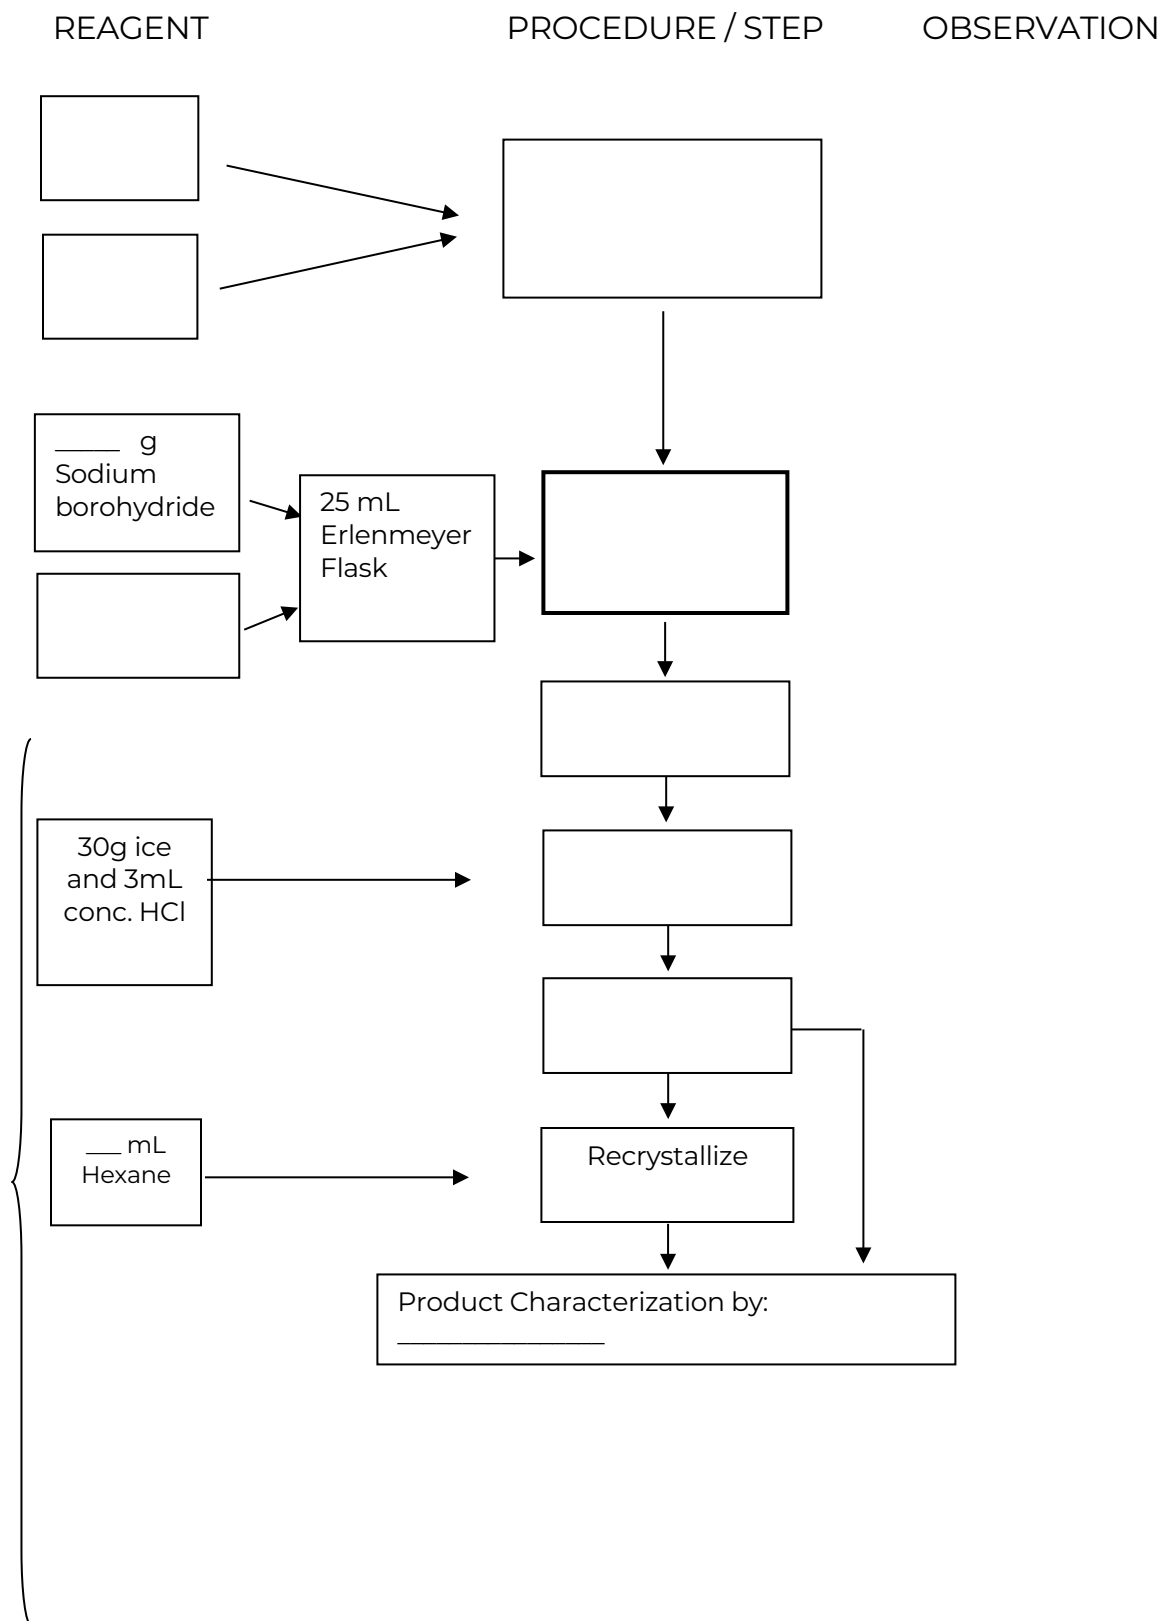 REAGENT
PROCEDURE / STEP
OBSERVATION
_____ g
Sodium
borohydride
25 mL
Erlenmeyer
Flask
30g ice
and 3mL
conc. HCl
___ mL
Hexane
Recrystallize
Product Characterization by:
________________